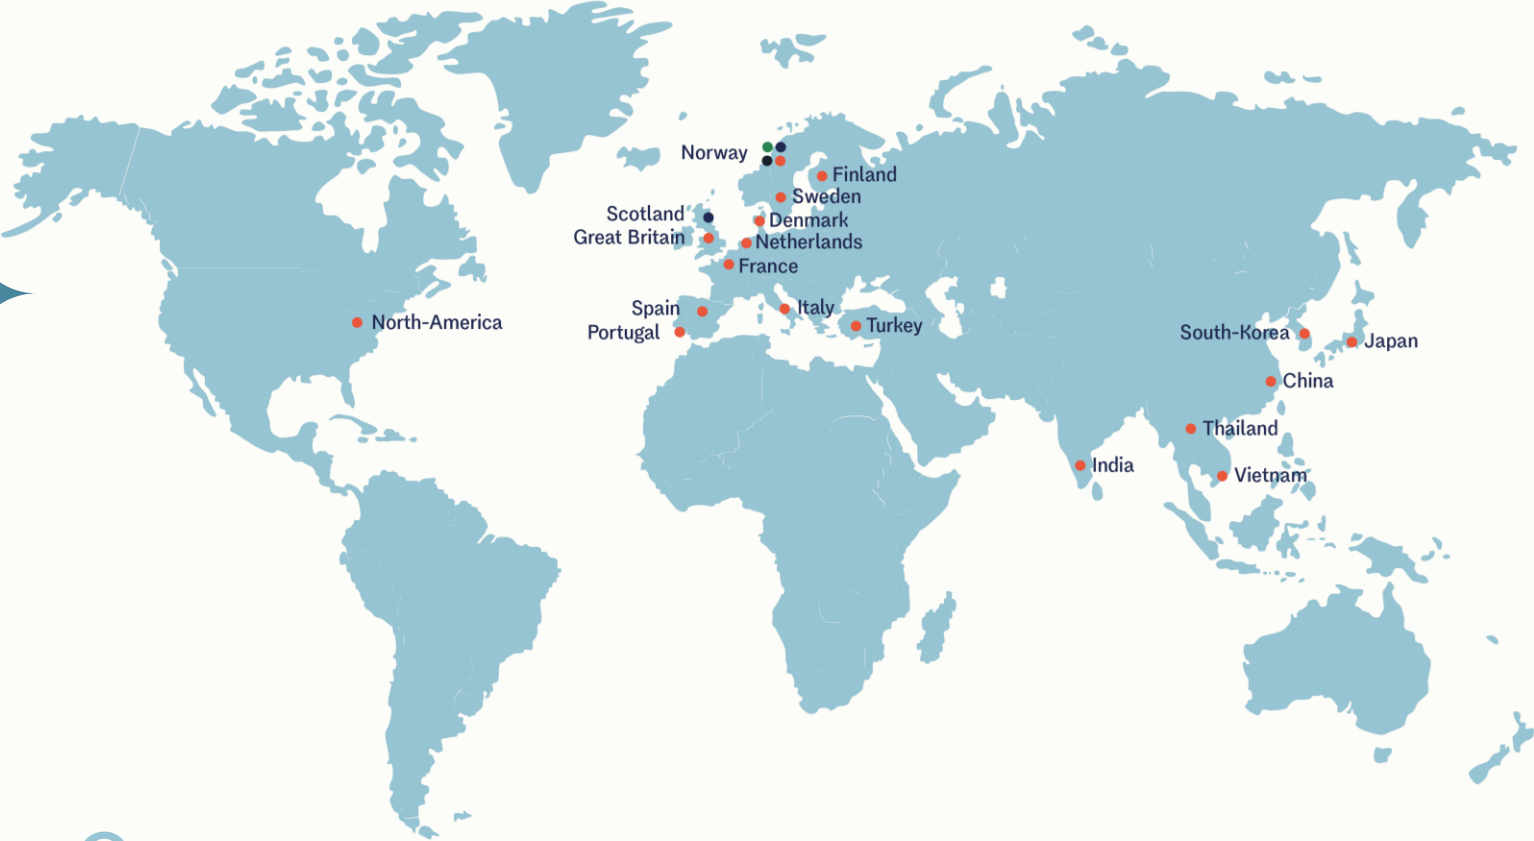 Norway
Finland
Sweden
Scotland
Denmark
Great Britain
Netherlands
France
Spain
Italy
North-America
Turkey
Portugal
South-Korea
Japan
China
Thailand
India
Vietnam